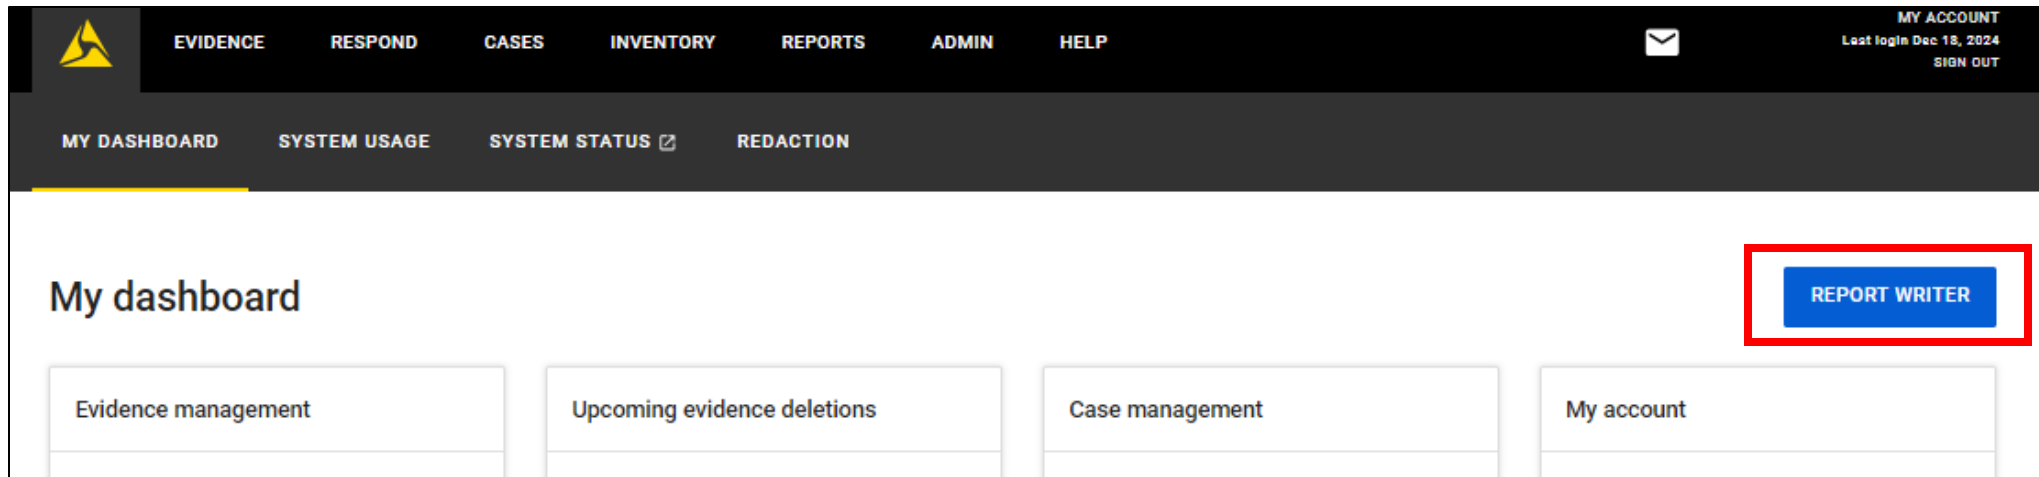 EVIDENCE RESPOND CASES INVENTORY REPORTS ADMIN HELP
MY ACCOUNT
Last login Dec 18, 2024
SIGN OUT
MY DASHBOARD SYSTEM USAGE SYSTEM STATUS REDACTION
My dashboard
REPORT WRITER
Evidence management
Upcoming evidence deletions
Case management
My account